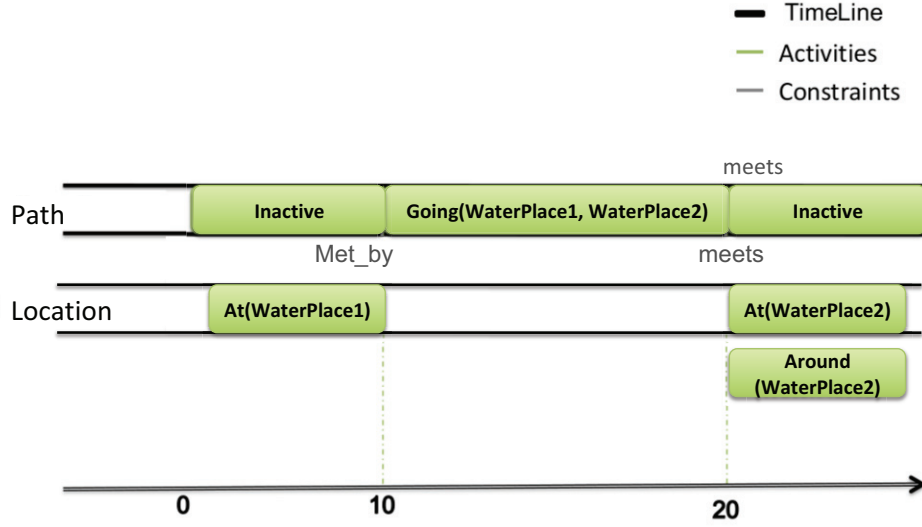 TimeLine
Activities
Constraints
meets
Path
Inactive
Going(WaterPlace1, WaterPlace2)
Inactive
Met_by
meets
Location
At(WaterPlace1)
At(WaterPlace2)
Around
(WaterPlace2)
0
10
20